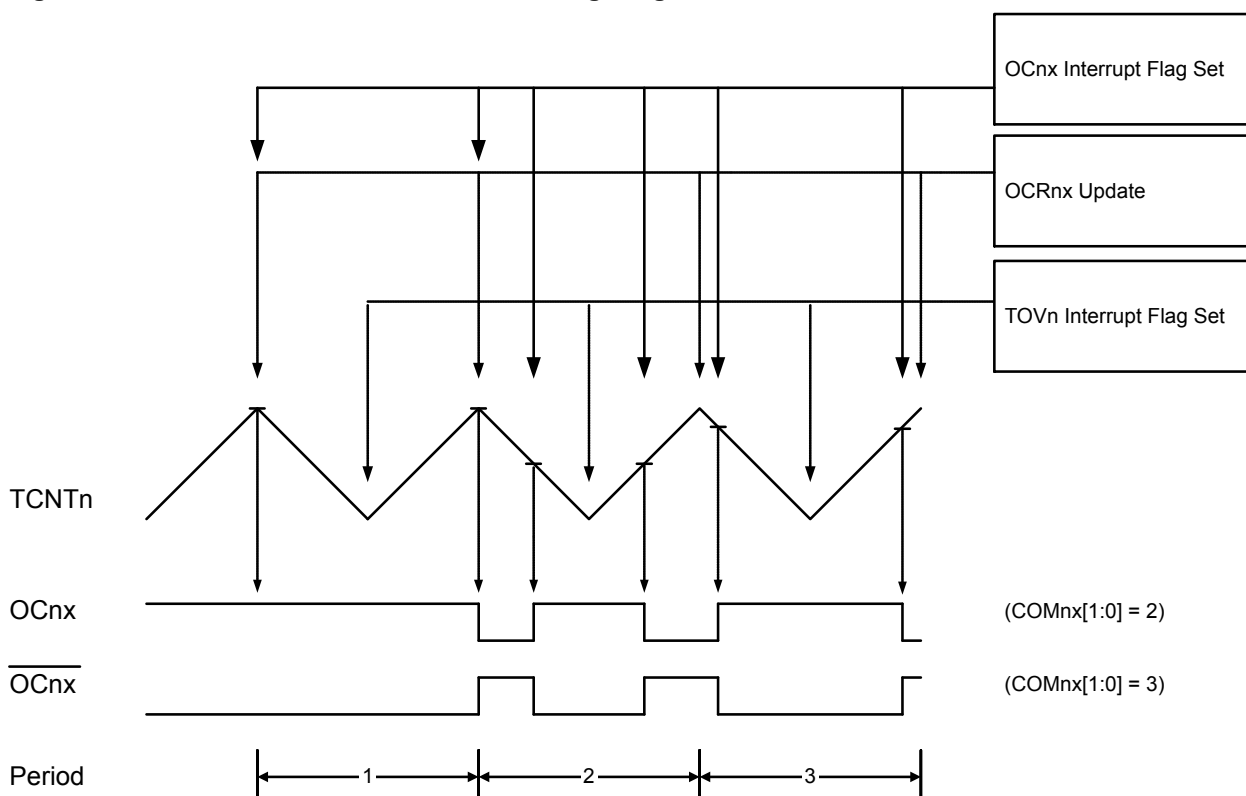 OCnx Interrupt Flag Set
OCRnx Update
TOVn Interrupt Flag Set
TCNTn
OCnx
(COMnx[1:0] = 2)
OCnx
(COMnx[1:0] = 3)
Period
1
2
3